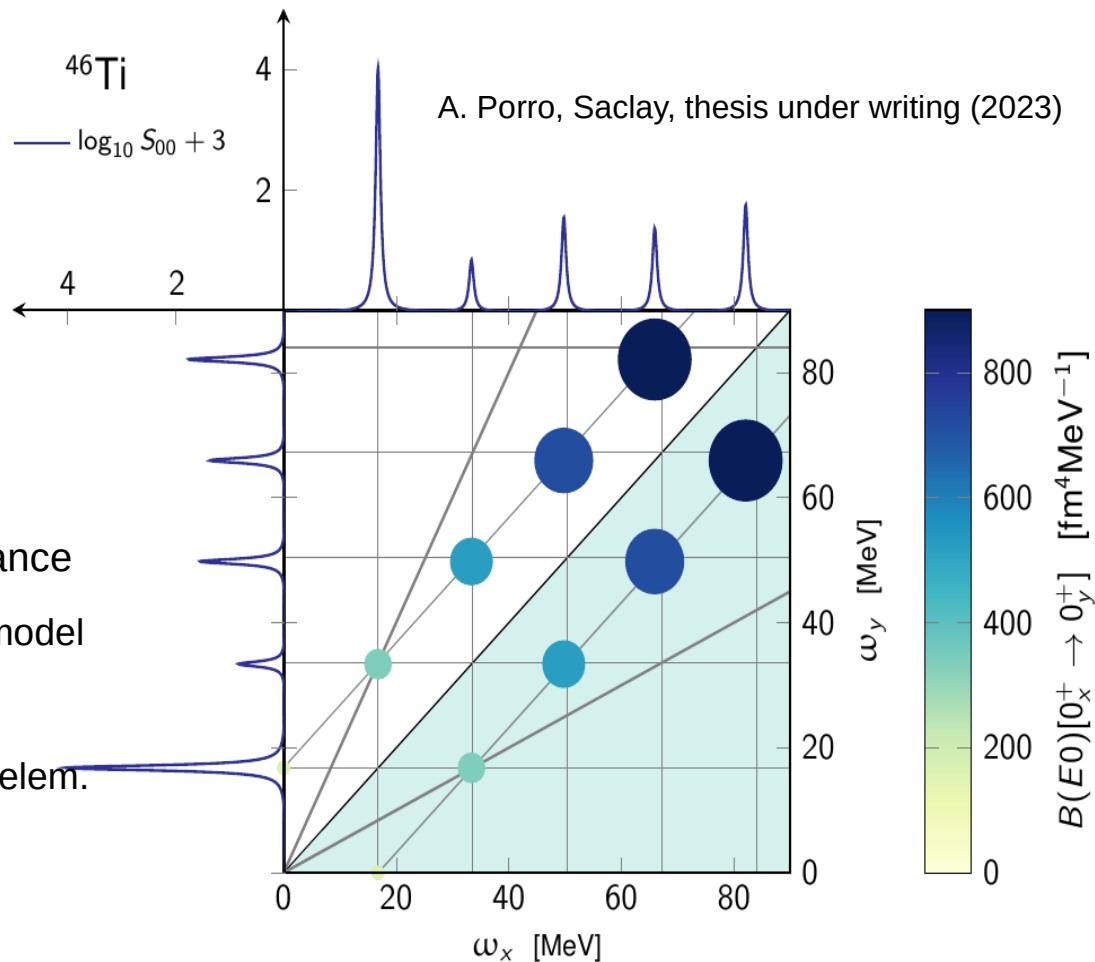 ⁴⁶Ti
log₁₀ S₀₀ + 3
A. Porro, Saclay, thesis under writing (2023)
4
2
4 2
ance
model
elem.
80
60
40
20
0
ω_y [MeV]
0 20 40 60 80
ω_x [MeV]
800
600
400
200
0
B(E0)[0⁺_x → 0⁺_y] [fm⁴MeV⁻¹]